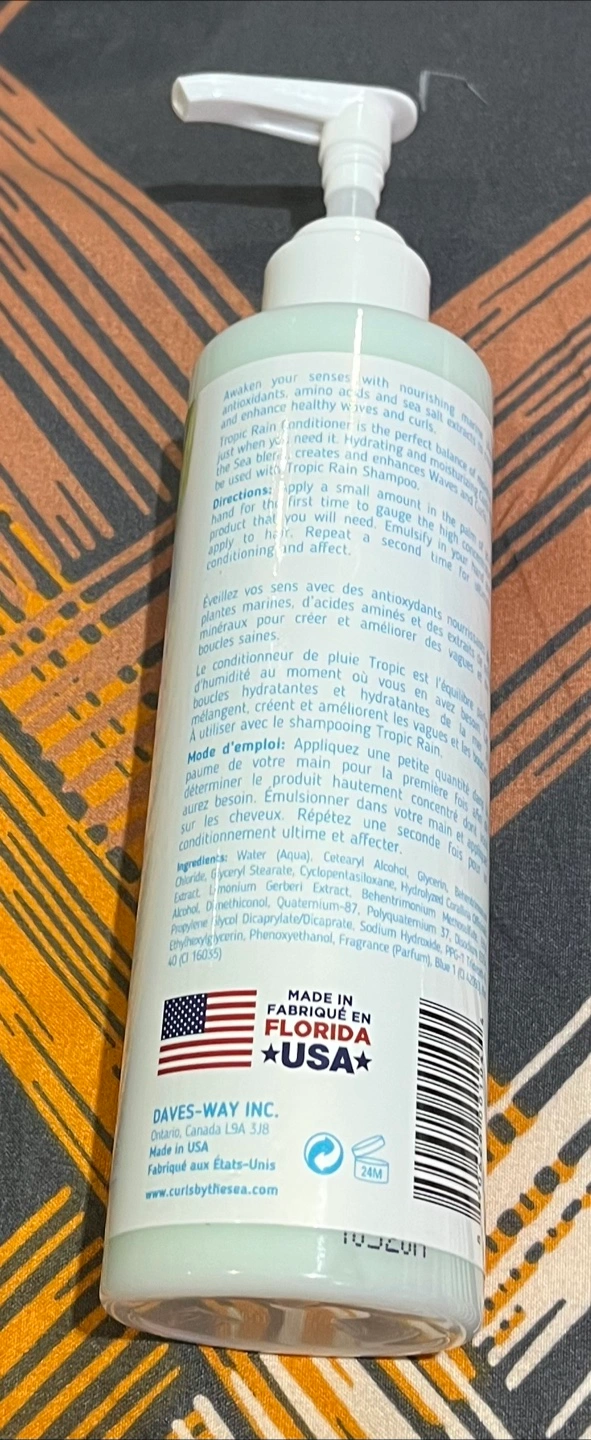 Awaken your senses with nourishing marine
antioxidants, amino acids and sea salt extracts to
and enhance healthy waves and curls.
Tropic Rain Conditioner is the perfect balance of
just when you need it. Hydrating and moisturizing
the Sea blend, creates and enhances Waves and
be used with Tropic Rain Shampoo.
Directions: Apply a small amount in the palm of
hand for the first time to gauge the high
product that you will need. Emulsify in your hand
apply to hair. Repeat a second time for
conditioning and affect.
Éveillez vos sens avec des antioxydants
plantes marines, d'acides aminés et des extraits
minéraux pour créer et améliorer des vagues et
boucles saines.
Le conditionneur de pluie Tropic est l'équilibre
d'humidité au moment où vous en avez
boucles hydratantes et hydratantes de la
mélangent, créent et améliorent les vagues et les
À utiliser avec le shampooing Tropic Rain.
Mode d'emploi: Appliquez une petite quantité
paume de votre main pour la première fois
déterminer le produit hautement concentré dont
aurez besoin. Émulsionner dans votre main et
sur les cheveux. Répétez une seconde fois pour
conditionnement ultime et affecter.
Ingredients: Water (Aqua), Cetearyl Alcohol, Glycerin,
Chloride, Glyceryl Stearate, Cyclopentasiloxane, Hydrolyzed
Extract, Limonium Gerberi Extract, Behentrimonium
Alcohol, Dimethiconol, Quaternium-87, Polyquaternium 37,
Propylene Glycol Dicaprylate/Dicaprate, Sodium Hydroxide, PPG-1
Ethylhexylglycerin, Phenoxyethanol, Fragrance (Parfum), Blue 1
40 (CI 16035)
MADE IN
FABRIQUÉ EN
FLORIDA
USA
DAVES-WAY INC.
Ontario, Canada L9A 3J8
Made in USA
Fabriqué aux États-Unis
24M
www.curlsbythesea.com